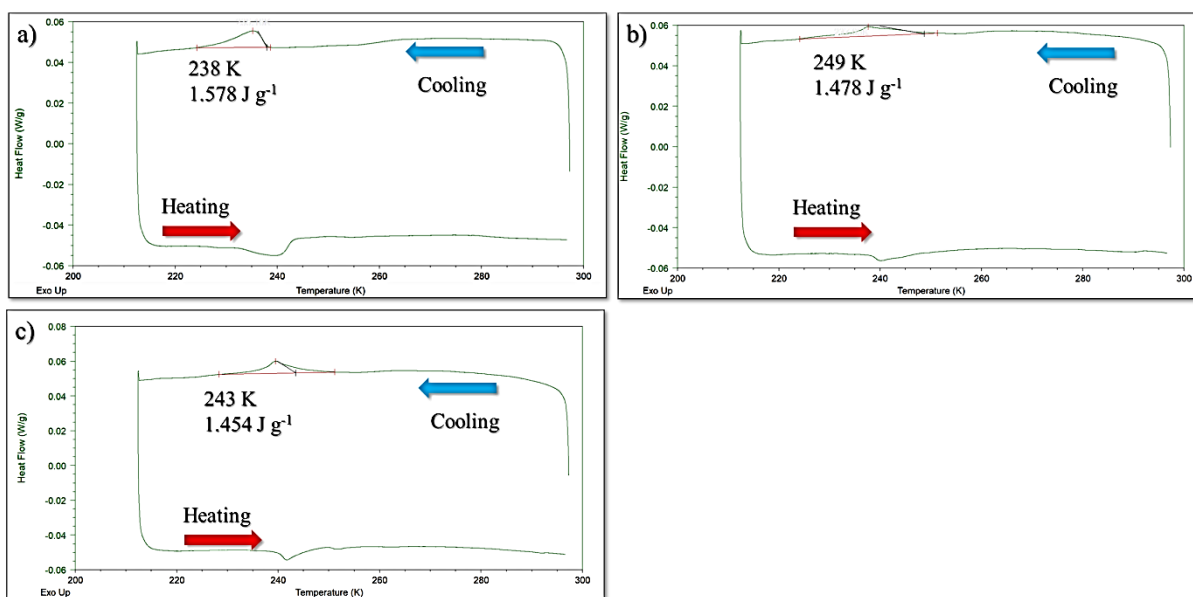 a)
0.06
0.04
0.02
0.00
-0.02
-0.04
-0.06
Heat Flow (W/g)
238 K
1.578 J g⁻¹
Cooling
Heating
200
220
240
260
280
300
Exo Up
Temperature (K)
b)
0.06
0.04
0.02
0.00
-0.02
-0.04
-0.06
Heat Flow (W/g)
249 K
1.478 J g⁻¹
Cooling
Heating
200
220
240
260
280
300
Exo Up
Temperature (K)
c)
0.08
0.06
0.04
0.02
0.00
-0.02
-0.04
-0.06
Heat Flow (W/g)
243 K
1.454 J g⁻¹
Cooling
Heating
200
220
240
260
280
300
Exo Up
Temperature (K)